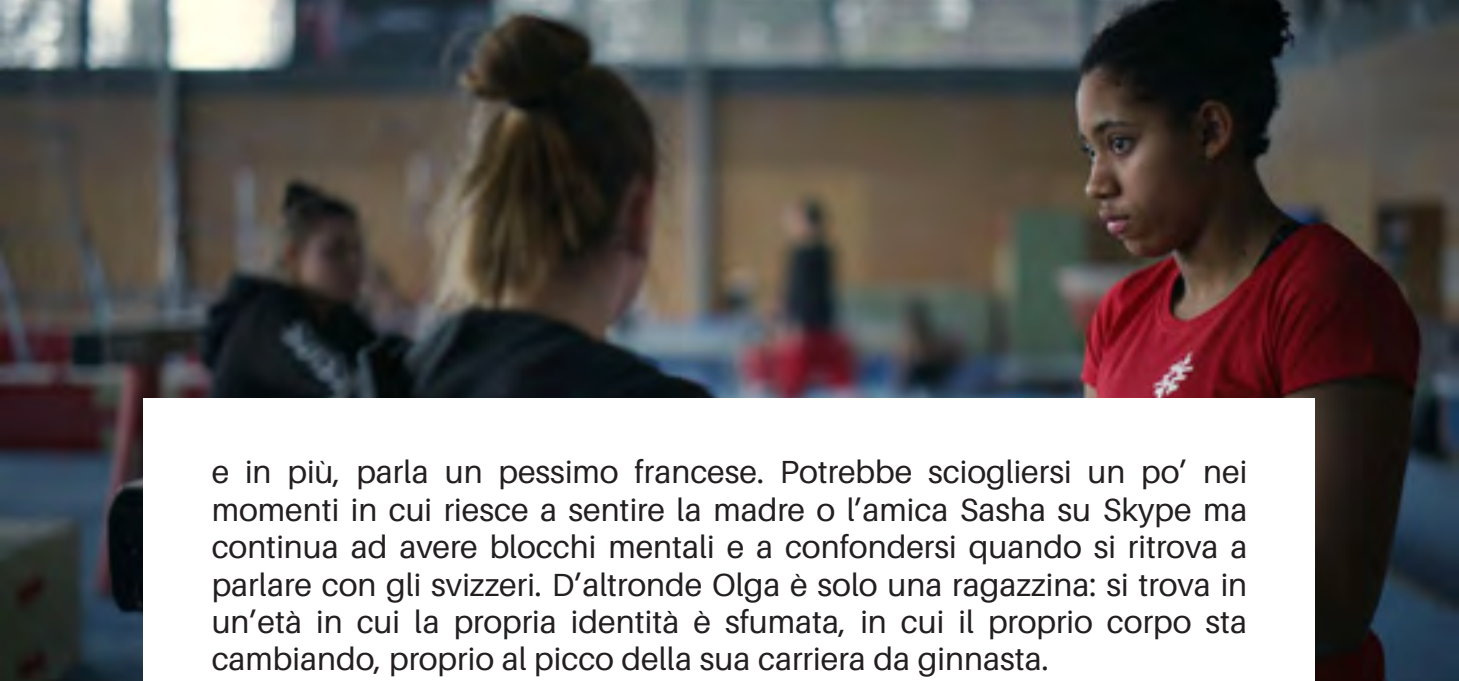 e in più, parla un pessimo francese. Potrebbe sciogliersi un po’ nei
momenti in cui riesce a sentire la madre o l’amica Sasha su Skype ma
continua ad avere blocchi mentali e a confondersi quando si ritrova a
parlare con gli svizzeri. D’altronde Olga è solo una ragazzina: si trova in
un’età in cui la propria identità è sfumata, in cui il proprio corpo sta
cambiando, proprio al picco della sua carriera da ginnasta.